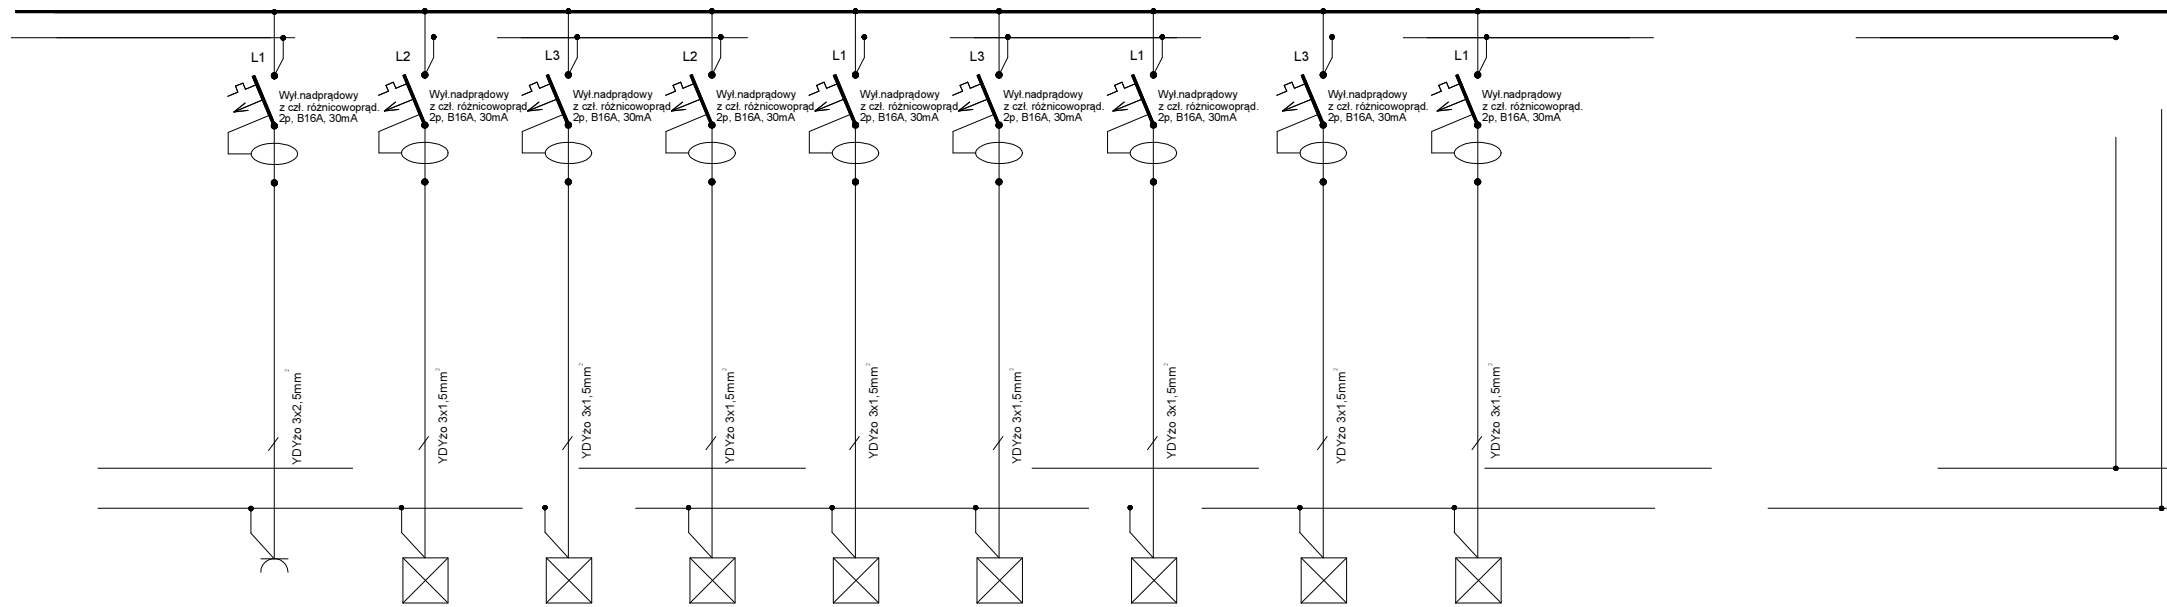 L1
Wył.nadprądowy
z czł. różnicowoprąd.
2p, B16A, 30mA
YDYżo 3x2,5mm²
L2
Wył.nadprądowy
z czł. różnicowoprąd.
2p, B16A, 30mA
YDYżo 3x1,5mm²
L3
Wył.nadprądowy
z czł. różnicowoprąd.
2p, B16A, 30mA
YDYżo 3x1,5mm²
L2
Wył.nadprądowy
z czł. różnicowoprąd.
2p, B16A, 30mA
YDYżo 3x1,5mm²
L1
Wył.nadprądowy
z czł. różnicowoprąd.
2p, B16A, 30mA
YDYżo 3x1,5mm²
L3
Wył.nadprądowy
z czł. różnicowoprąd.
2p, B16A, 30mA
YDYżo 3x1,5mm²
L1
Wył.nadprądowy
z czł. różnicowoprąd.
2p, B16A, 30mA
YDYżo 3x1,5mm²
L3
Wył.nadprądowy
z czł. różnicowoprąd.
2p, B16A, 30mA
YDYżo 3x1,5mm²
L1
Wył.nadprądowy
z czł. różnicowoprąd.
2p, B16A, 30mA
YDYżo 3x1,5mm²